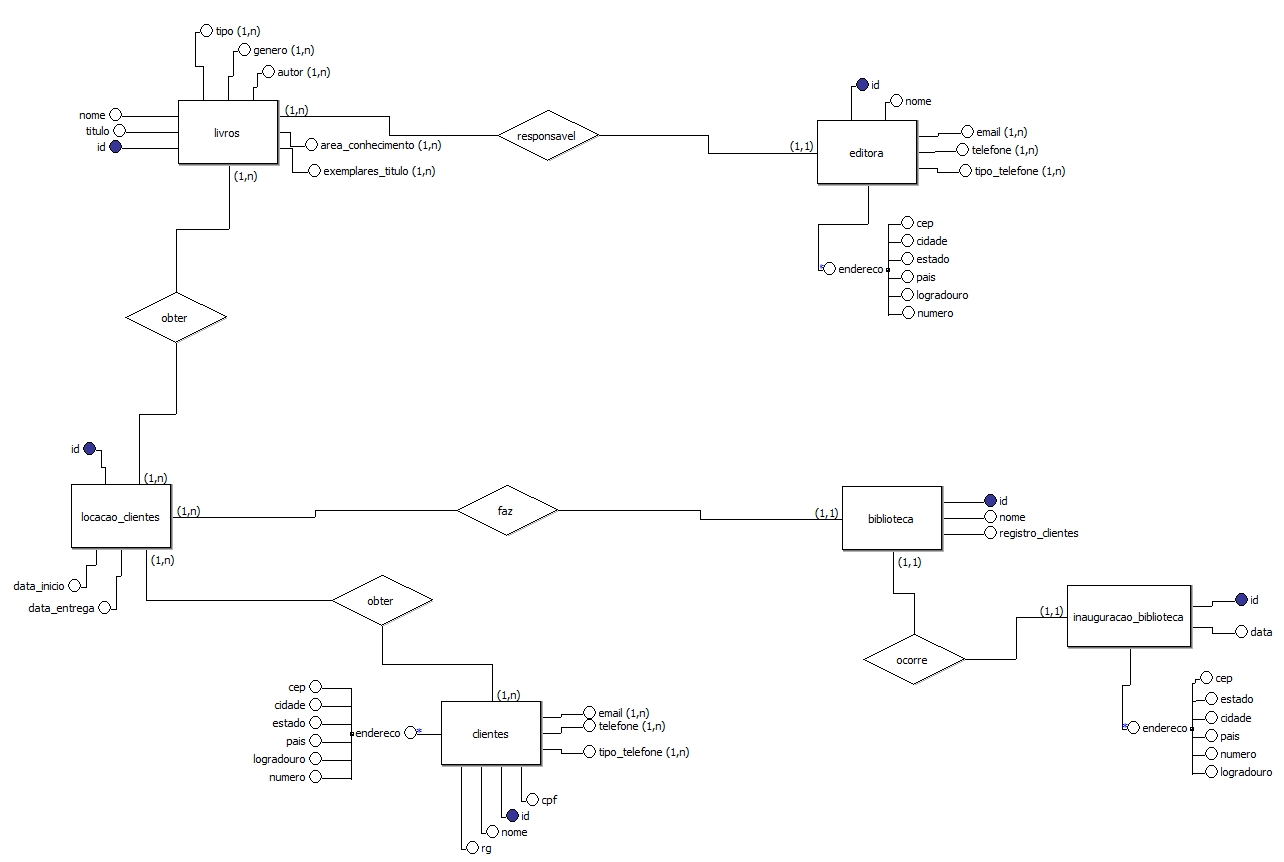 tipo (1,n)
genero (1,n)
autor (1,n)
nome
titulo
id
livros
(1,n)
area_conhecimento (1,n)
exemplares_titulo (1,n)
(1,n)
responsavel
id
nome
(1,1)
editora
email (1,n)
telefone (1,n)
tipo_telefone (1,n)
endereco
cep
cidade
estado
pais
logradouro
numero
obter
id
(1,n)
locacao_clientes
(1,n)
(1,n)
data_inicio
data_entrega
faz
(1,1)
biblioteca
id
nome
registro_clientes
(1,1)
obter
ocorre
(1,1)
inauguracao_biblioteca
id
data
endereco
cep
estado
cidade
pais
numero
logradouro
(1,n)
clientes
email (1,n)
telefone (1,n)
tipo_telefone (1,n)
endereco
cep
cidade
estado
pais
logradouro
numero
cpf
id
nome
rg